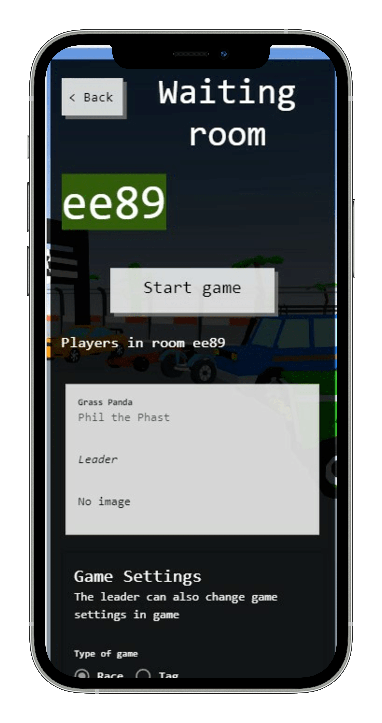 < Back
Waiting
room
ee89
Start game
Players in room ee89
Grass Panda
Phil the Phast
Leader
No image
Game Settings
The leader can also change game
settings in game
Type of game
Race Tag